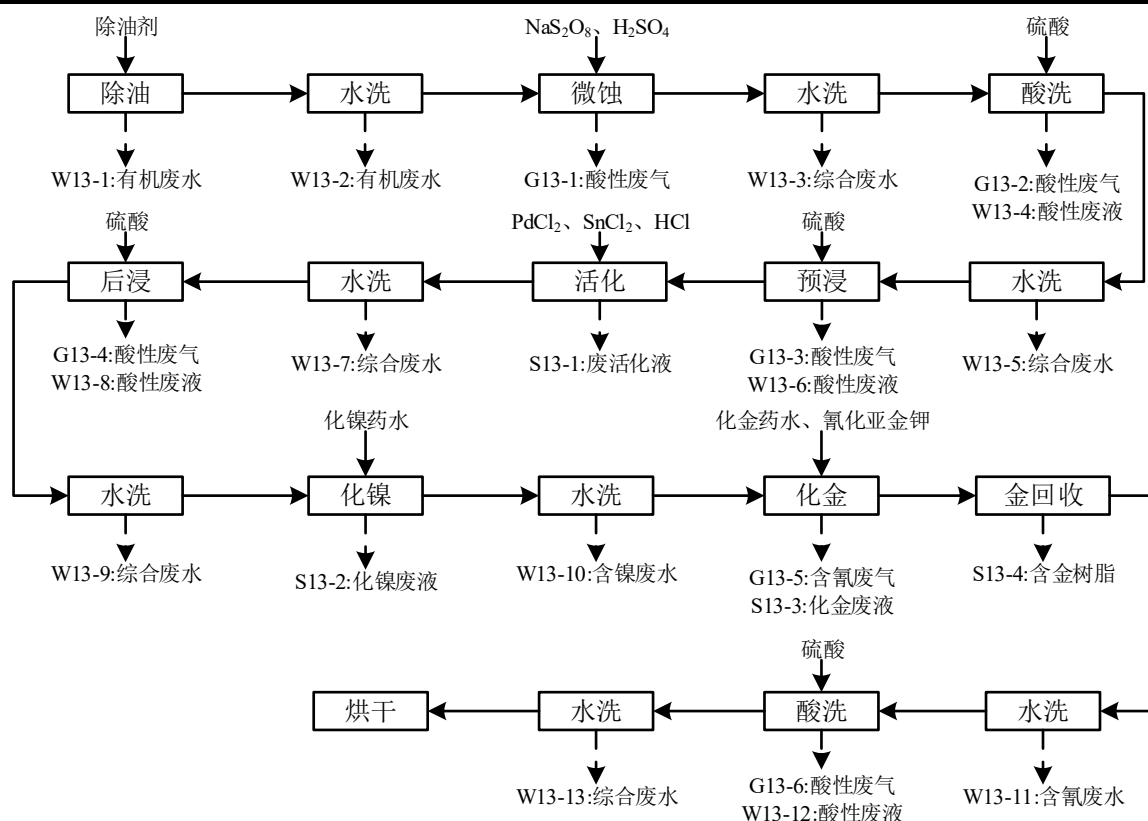 除油剂
NaS₂O₈、H₂SO₄
硫酸
除油
水洗
微蚀
水洗
酸洗
W13-1:有机废水
W13-2:有机废水
G13-1:酸性废气
W13-3:综合废水
G13-2:酸性废气
W13-4:酸性废液
硫酸
PdCl₂、SnCl₂、HCl
硫酸
后浸
水洗
活化
预浸
水洗
G13-4:酸性废气
W13-8:酸性废液
W13-7:综合废水
S13-1:废活化液
G13-3:酸性废气
W13-6:酸性废液
W13-5:综合废水
化镍药水
化金药水、氰化亚金钾
水洗
化镍
水洗
化金
金回收
W13-9:综合废水
S13-2:化镍废液
W13-10:含镍废水
G13-5:含氰废气
S13-3:化金废液
S13-4:含金树脂
硫酸
烘干
水洗
酸洗
水洗
W13-13:综合废水
G13-6:酸性废气
W13-12:酸性废液
W13-11:含氰废水